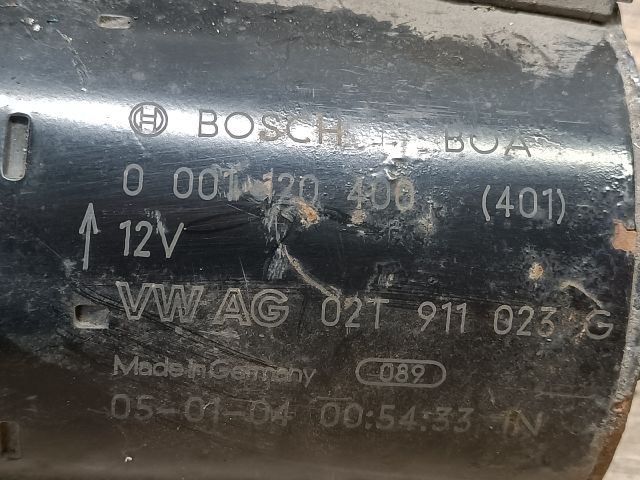 BOSCH BOA
0 001 120 400 (401)
12V
VW AG 02T 911 023 G
Made in Germany 089
05-01-04 00:54:33 IN